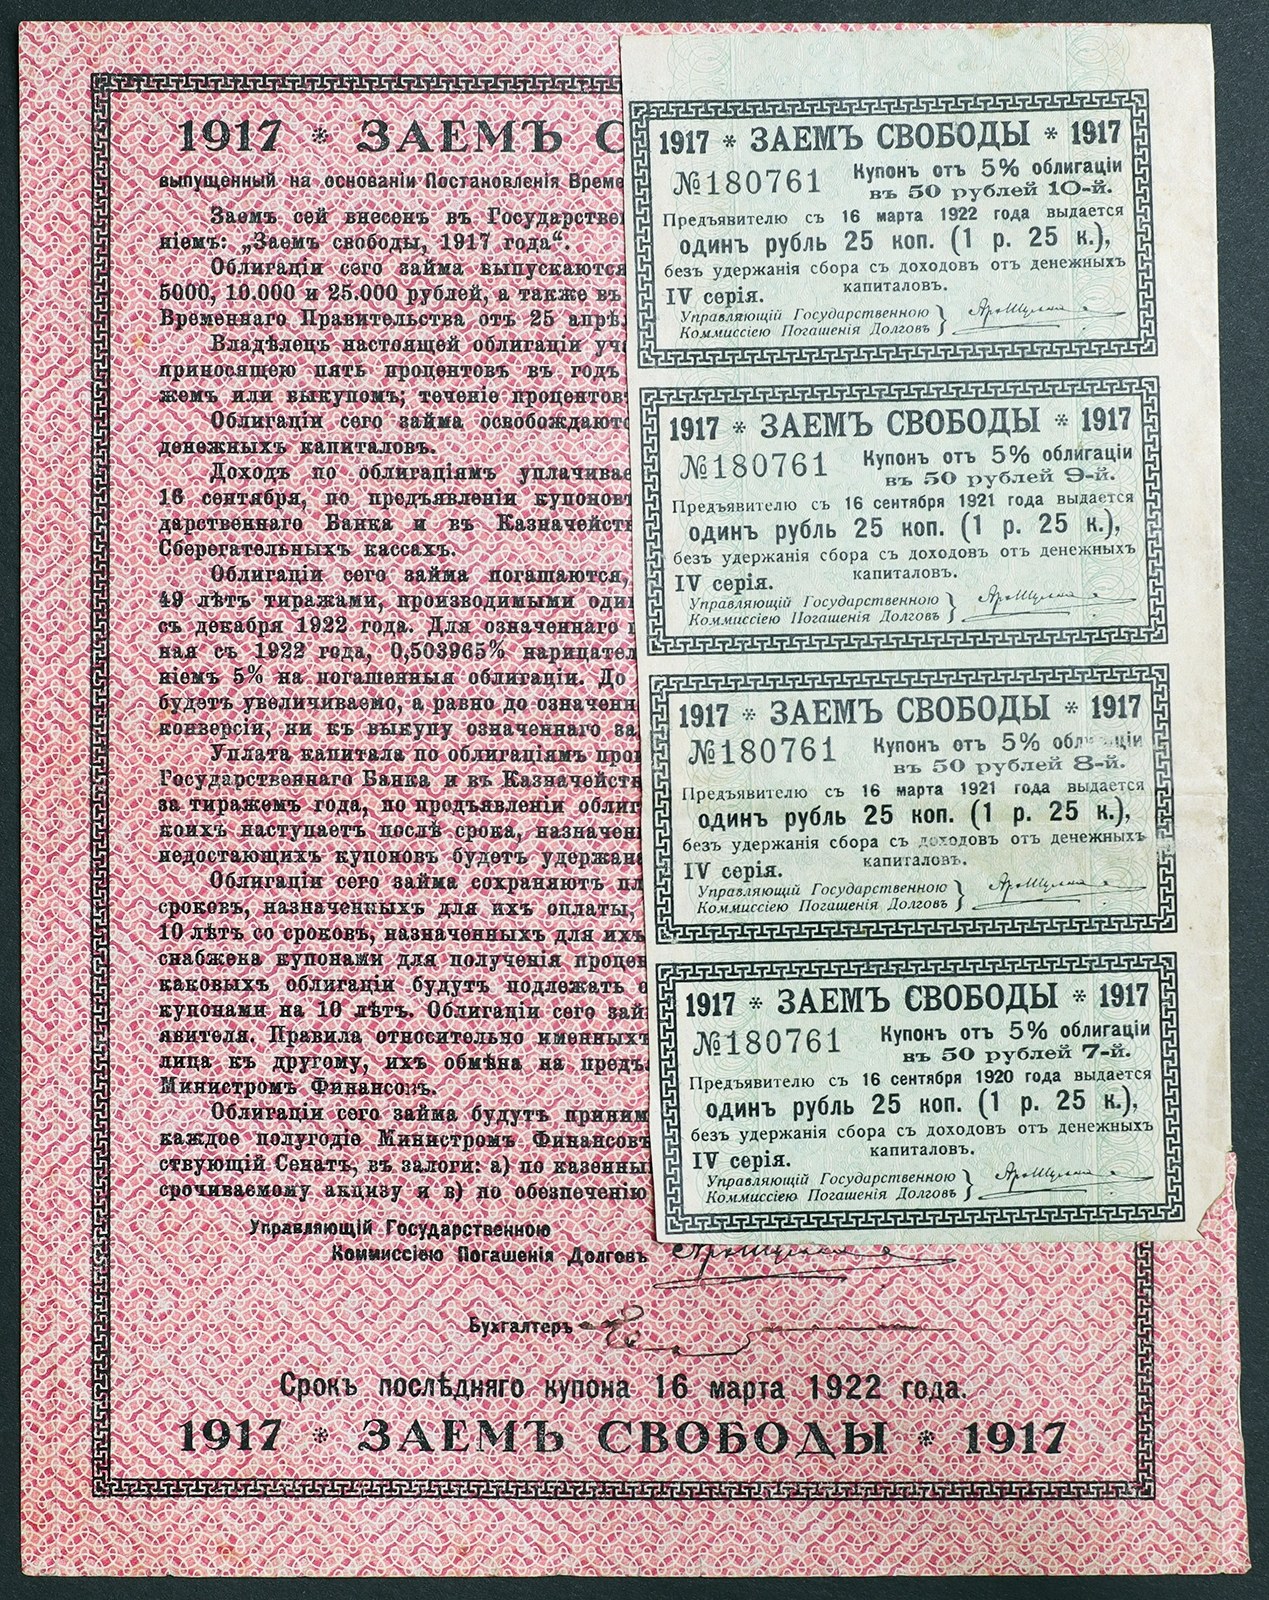 1917 * ЗАЕМЪ С
выпущенный на основаніи Постановленія Време
Заемъ сей внесенъ въ Государстве
ніемъ: „Заемъ свободы, 1917 года“.
Облигаціи сего займа выпускаются
5000, 10.000 и 25.000 рублей, а также въ
Временнаго Правительства отъ 25 апрѣ
Владѣлецъ настоящей облигаціи уч
приносящею пять процентовъ въ годъ
жемъ или выкупомъ; теченіе процентовъ
Облигаціи сего займа освобождают
денежныхъ капиталовъ.
Доходъ по облигаціямъ уплачивае
16 сентября, по предъявленіи купоновъ
дарственнаго Банка и въ Казначейств
Сберегательныхъ кассахъ.
Облигаціи сего займа погашаются,
49 лѣтъ тиражами, производимыми оди
съ декабря 1922 года. Для означеннаго
ная съ 1922 года, 0,503965% нарицател
ніемъ 5% на погашенныя облигаціи. До
будетъ увеличиваемо, а равно до означенн
конверсіи, ни къ выкупу означеннаго за
Уплата капитала по облигаціямъ про
Государственнаго Банка и въ Казначейств
за тиражемъ года, по предъявленіи облиг
коихъ наступаетъ послѣ срока, назначен
недостающихъ купоновъ будетъ удержана
Облигаціи сего займа сохраняютъ пл
сроковъ, назначенныхъ для ихъ оплаты,
10 лѣтъ со сроковъ, назначенныхъ для ихъ
снабжена купонами для полученія процен
каковыхъ облигаціи будутъ подлежать о
купонами на 10 лѣтъ. Облигаціи сего зай
явителя. Правила относительно именныхъ
лица къ другому, ихъ обмѣна на предъ
Министромъ Финансовъ.
Облигаціи сего займа будутъ приним
каждое полугодіе Министромъ Финансовъ
ствующій Сенатъ, въ залоги: а) по казенны
срочиваемому акцизу и в) по обезпеченію
Управляющій Государственною
Коммиссіею Погашенія Долговъ
Бухгалтеръ
Срокъ послѣдняго купона 16 марта 1922 года.
1917 * ЗАЕМЪ СВОБОДЫ * 1917
1917 * ЗАЕМЪ СВОБОДЫ * 1917
№180761 Купонъ отъ 5% облигаціи
въ 50 рублей 10-й.
Предъявителю съ 16 марта 1922 года выдается
одинъ рубль 25 коп. (1 р. 25 к.),
безъ удержанія сбора съ доходовъ отъ денежныхъ
капиталовъ.
IV серія.
Управляющій Государственною
Коммиссіею Погашенія Долговъ
1917 * ЗАЕМЪ СВОБОДЫ * 1917
№180761 Купонъ отъ 5% облигаціи
въ 50 рублей 9-й.
Предъявителю съ 16 сентября 1921 года выдается
одинъ рубль 25 коп. (1 р. 25 к.),
безъ удержанія сбора съ доходовъ отъ денежныхъ
капиталовъ.
IV серія.
Управляющій Государственною
Коммиссіею Погашенія Долговъ
1917 * ЗАЕМЪ СВОБОДЫ * 1917
№180761 Купонъ отъ 5% облигаціи
въ 50 рублей 8-й.
Предъявителю съ 16 марта 1921 года выдается
одинъ рубль 25 коп. (1 р. 25 к.),
безъ удержанія сбора съ доходовъ отъ денежныхъ
капиталовъ.
IV серія.
Управляющій Государственною
Коммиссіею Погашенія Долговъ
1917 * ЗАЕМЪ СВОБОДЫ * 1917
№180761 Купонъ отъ 5% облигаціи
въ 50 рублей 7-й.
Предъявителю съ 16 сентября 1920 года выдается
одинъ рубль 25 коп. (1 р. 25 к.),
безъ удержанія сбора съ доходовъ отъ денежныхъ
капиталовъ.
IV серія.
Управляющій Государственною
Коммиссіею Погашенія Долговъ